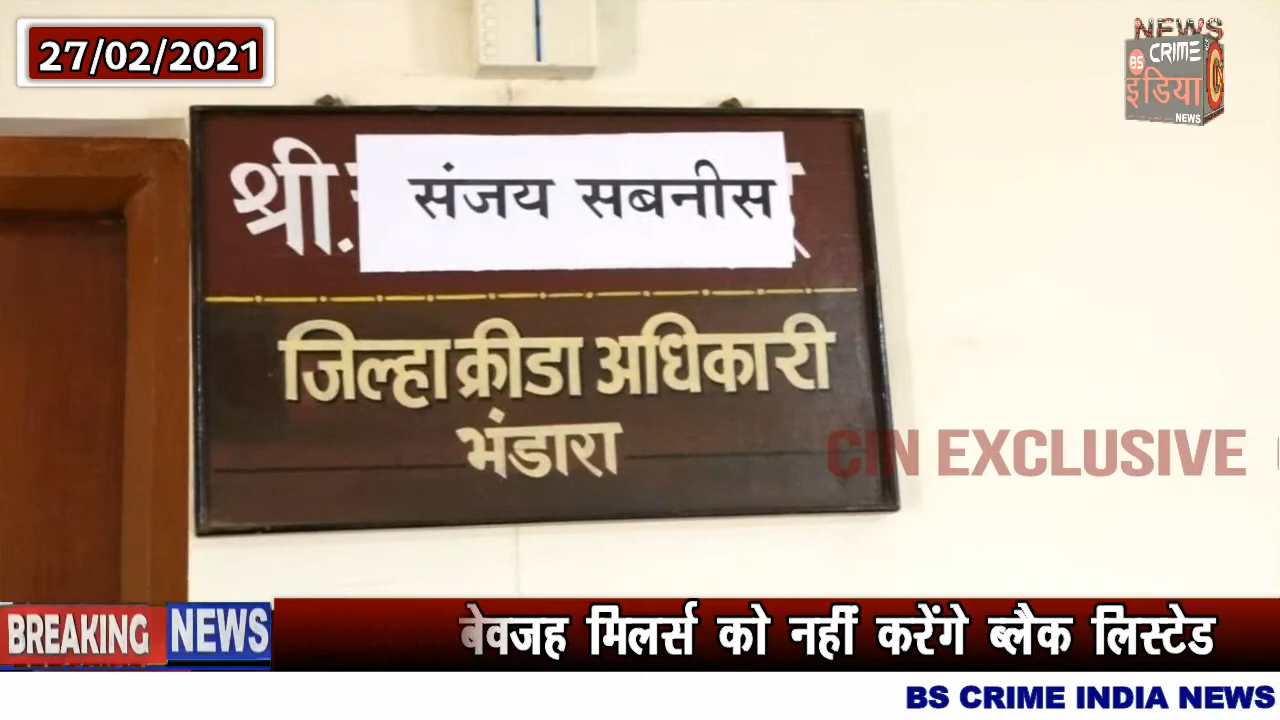 27/02/2021
NEWS
BS CRIME
इंडिया
NEWS
श्री.
संजय सबनीस
जिल्हा क्रीडा अधिकारी
भंडारा
CIN EXCLUSIVE
BREAKING NEWS
बेवजह मिलर्स को नहीं करेंगे ब्लैक लिस्टेड
BS CRIME INDIA NEWS